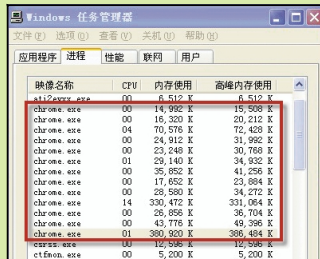 Windows 任务管理器
文件(F) 选项(O) 查看(V) 关机(U) 帮助(H)
应用程序 进程 性能 联网 用户
映像名称 CPU 内存使用 高峰内存使用
ati2evxx.exe 00 6,512 K 6,512 K
chrome.exe 00 14,992 K 15,508 K
chrome.exe 00 16,320 K 20,212 K
chrome.exe 04 70,576 K 72,428 K
chrome.exe 00 24,912 K 31,992 K
chrome.exe 00 23,248 K 30,768 K
chrome.exe 01 29,140 K 34,932 K
chrome.exe 00 35,852 K 41,256 K
chrome.exe 00 17,652 K 23,884 K
chrome.exe 00 28,580 K 34,272 K
chrome.exe 14 330,472 K 331,064 K
chrome.exe 00 26,856 K 36,704 K
chrome.exe 00 43,776 K 49,396 K
chrome.exe 01 380,920 K 386,484 K
csrss.exe 00 12,596 K 12,596 K
ctfmon.exe 00 5,200 K 5,200 K